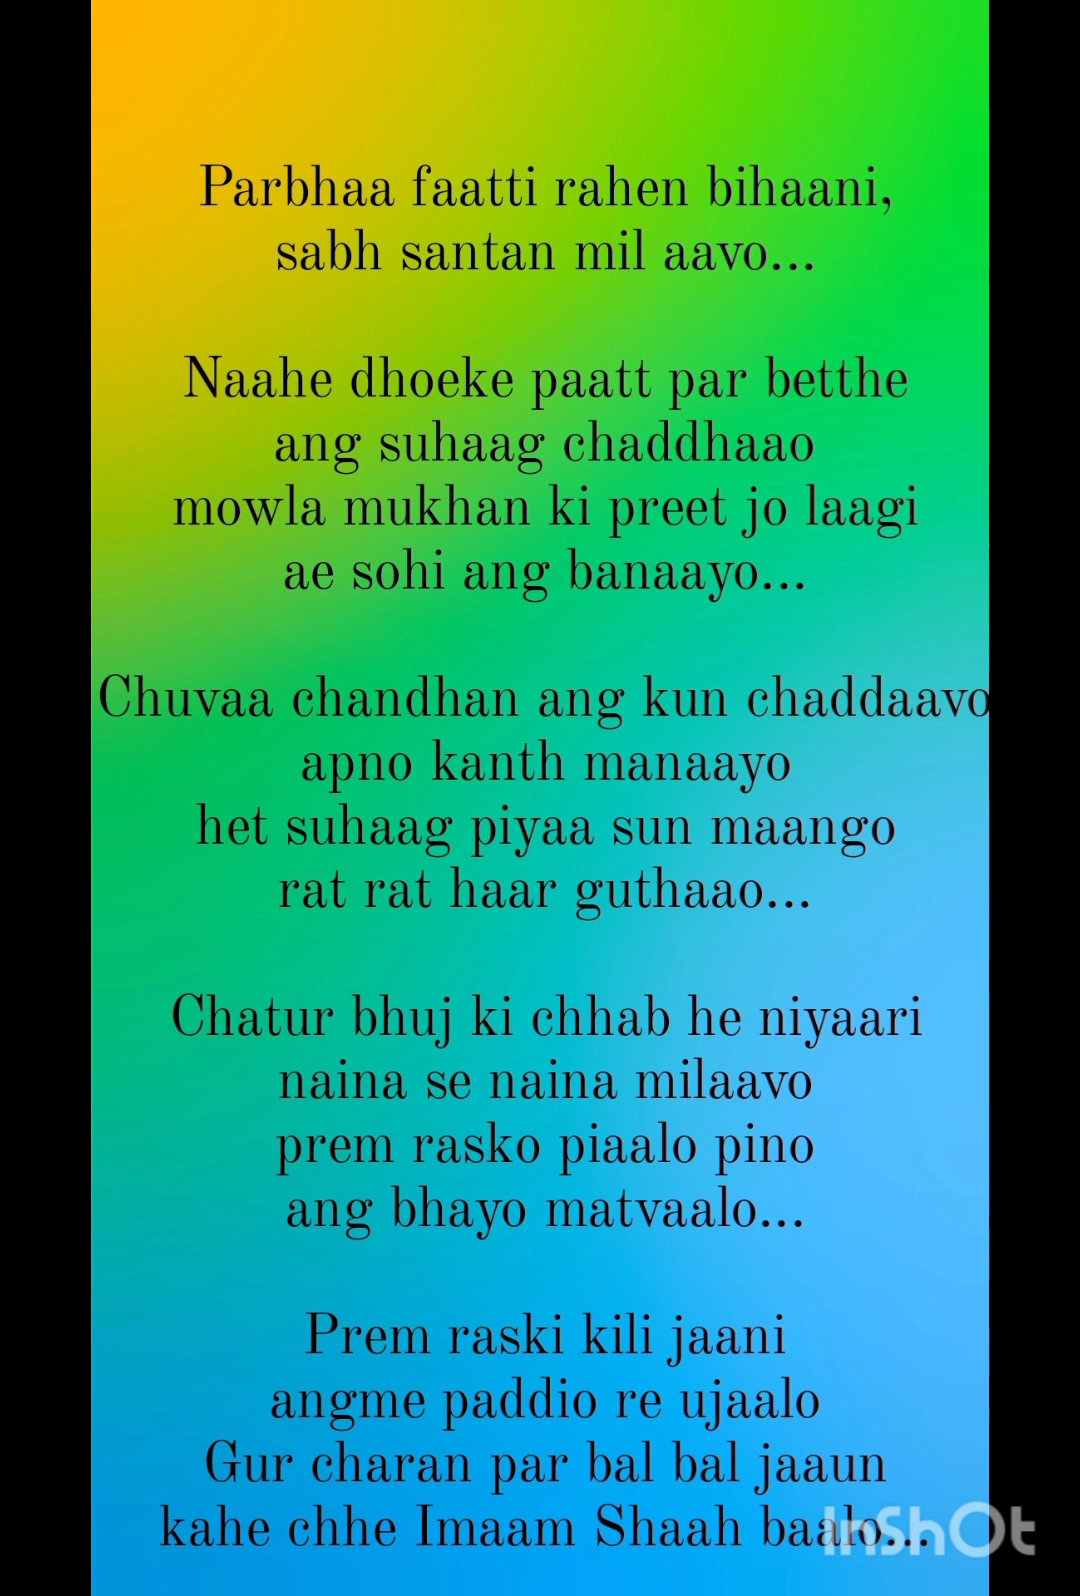 Parbhaa faatti rahen bihaani,
sabh santan mil aavo...
Naahe dhoeke paatt par betthe
ang suhaag chaddhaao
mowla mukhan ki preet jo laagi
ae sohi ang banaayo...
Chuvaa chandhan ang kun chaddaavo
apno kanth manaayo
het suhaag piyaa sun maango
rat rat haar guthaao...
Chatur bhuj ki chhab he niyaari
naina se naina milaavo
prem rasko piaalo pino
ang bhayo matvaalo...
Prem raski kili jaani
angme paddio re ujaalo
Gur charan par bal bal jaaun
kahe chhe Imaam Shaah baalo...
InShOt